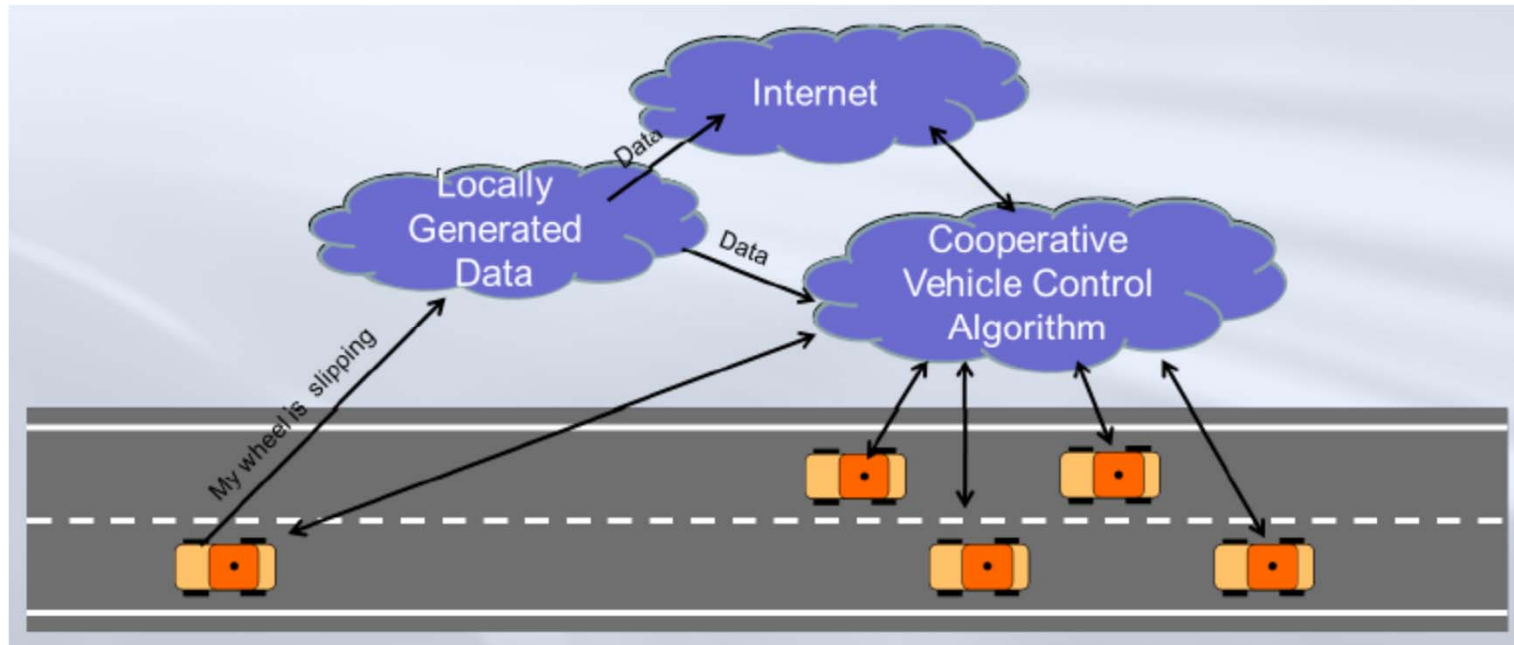 Internet
Data
Locally
Generated
Data
Data
Cooperative
Vehicle Control
Algorithm
My wheel is slipping